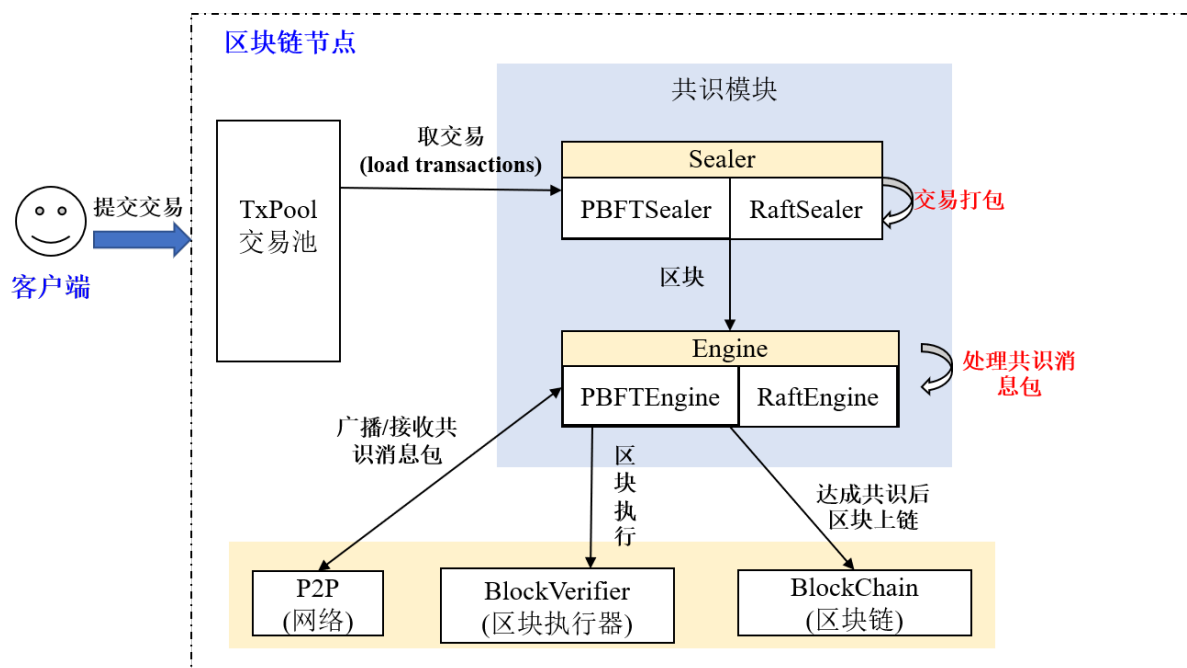 区块链节点
共识模块
取交易
(load transactions)
Sealer
PBFTSealer
RaftSealer
交易打包
提交交易
TxPool
交易池
客户端
区块
Engine
PBFTEngine
RaftEngine
处理共识消
息包
广播/接收共
识消息包
区
块
执
行
达成共识后
区块上链
P2P
(网络)
BlockVerifier
(区块执行器)
BlockChain
(区块链)